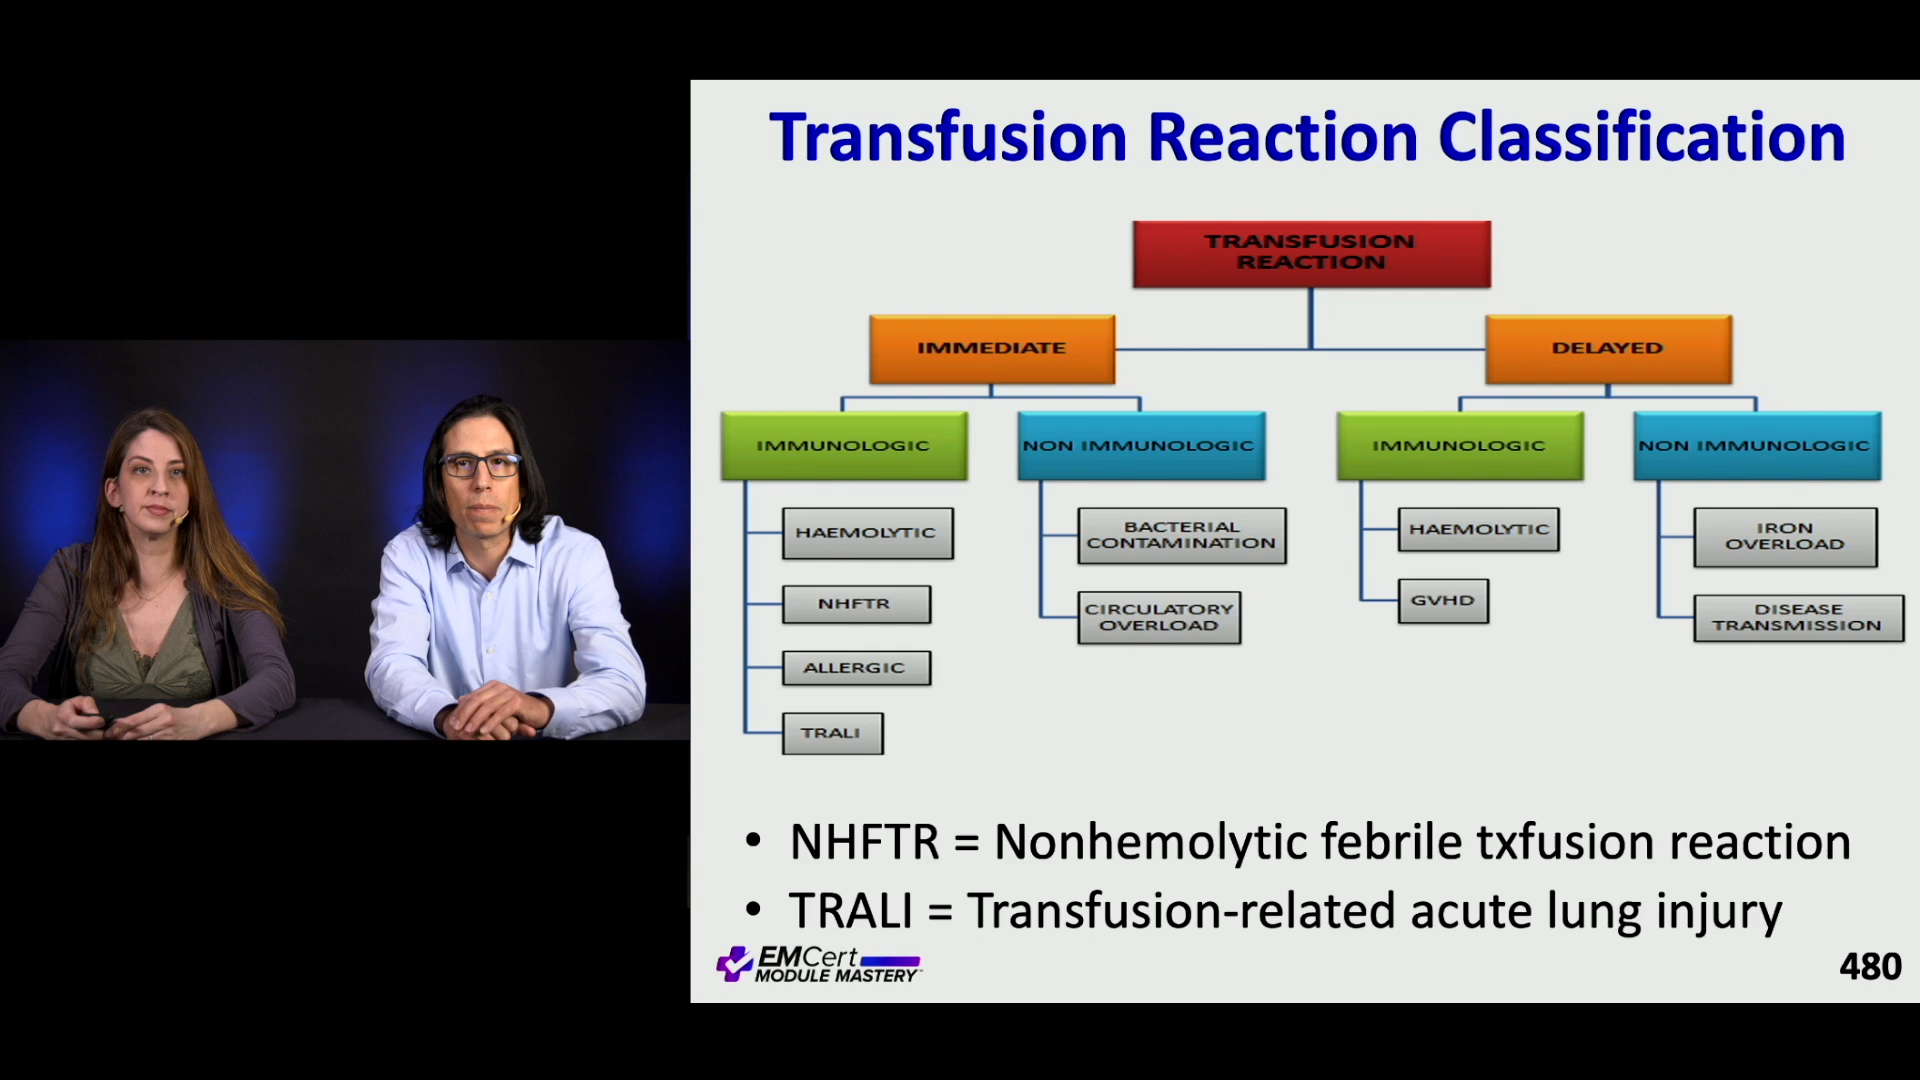 Transfusion Reaction Classification
TRANSFUSION
REACTION
IMMEDIATE
DELAYED
IMMUNOLOGIC
NON IMMUNOLOGIC
IMMUNOLOGIC
NON IMMUNOLOGIC
HAEMOLYTIC
NHFTR
ALLERGIC
TRALI
BACTERIAL
CONTAMINATION
CIRCULATORY
OVERLOAD
HAEMOLYTIC
GVHD
IRON
OVERLOAD
DISEASE
TRANSMISSION
• NHFTR = Nonhemolytic febrile txfusion reaction
• TRALI = Transfusion-related acute lung injury
EMCert
MODULE MASTERY
480